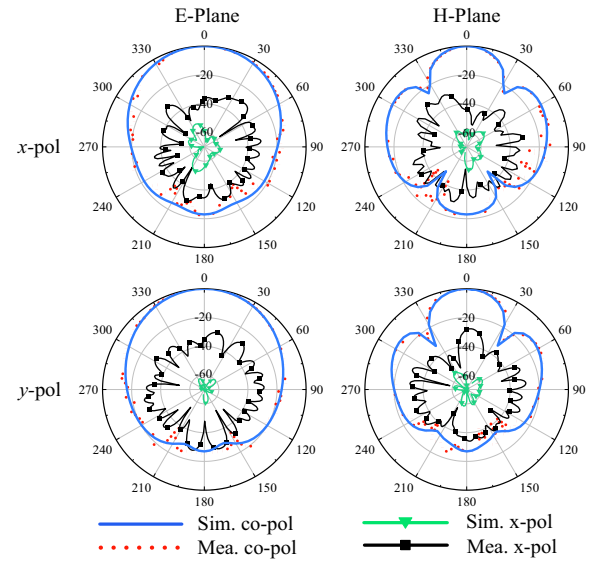 E-Plane H-Plane
0 0
330 30 330 30
-20 -20
300 60 300 60
-40 -40
-60 -60
x-pol 270 90 270 90
240 120 240 120
210 150 210 150
180 180
0 0
330 30 330 30
-20 -20
300 60 300 60
-40 -40
-60 -60
y-pol 270 90 270 90
240 120 240 120
210 150 210 150
180 180
Sim. co-pol Sim. x-pol
Mea. co-pol Mea. x-pol